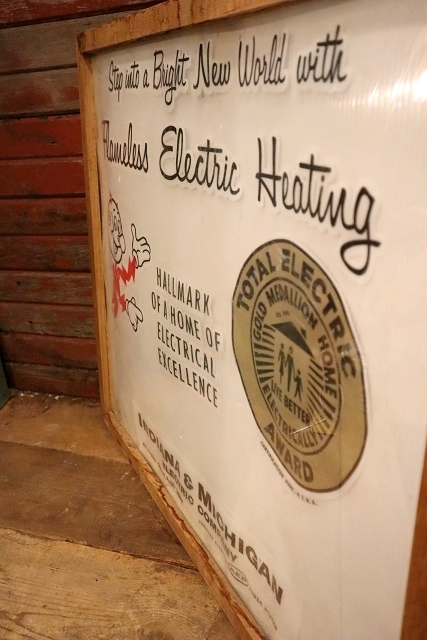 Step into a Bright New World with
Flameless Electric Heating
HALLMARK
OF A HOME OF
ELECTRICAL
EXCELLENCE
TOTAL ELECTRIC
GOLD MEDALLION HOME
LIVE BETTER
ELECTRICALLY
AWARD
INDIANA & MICHIGAN
ELECTRIC COMPANY